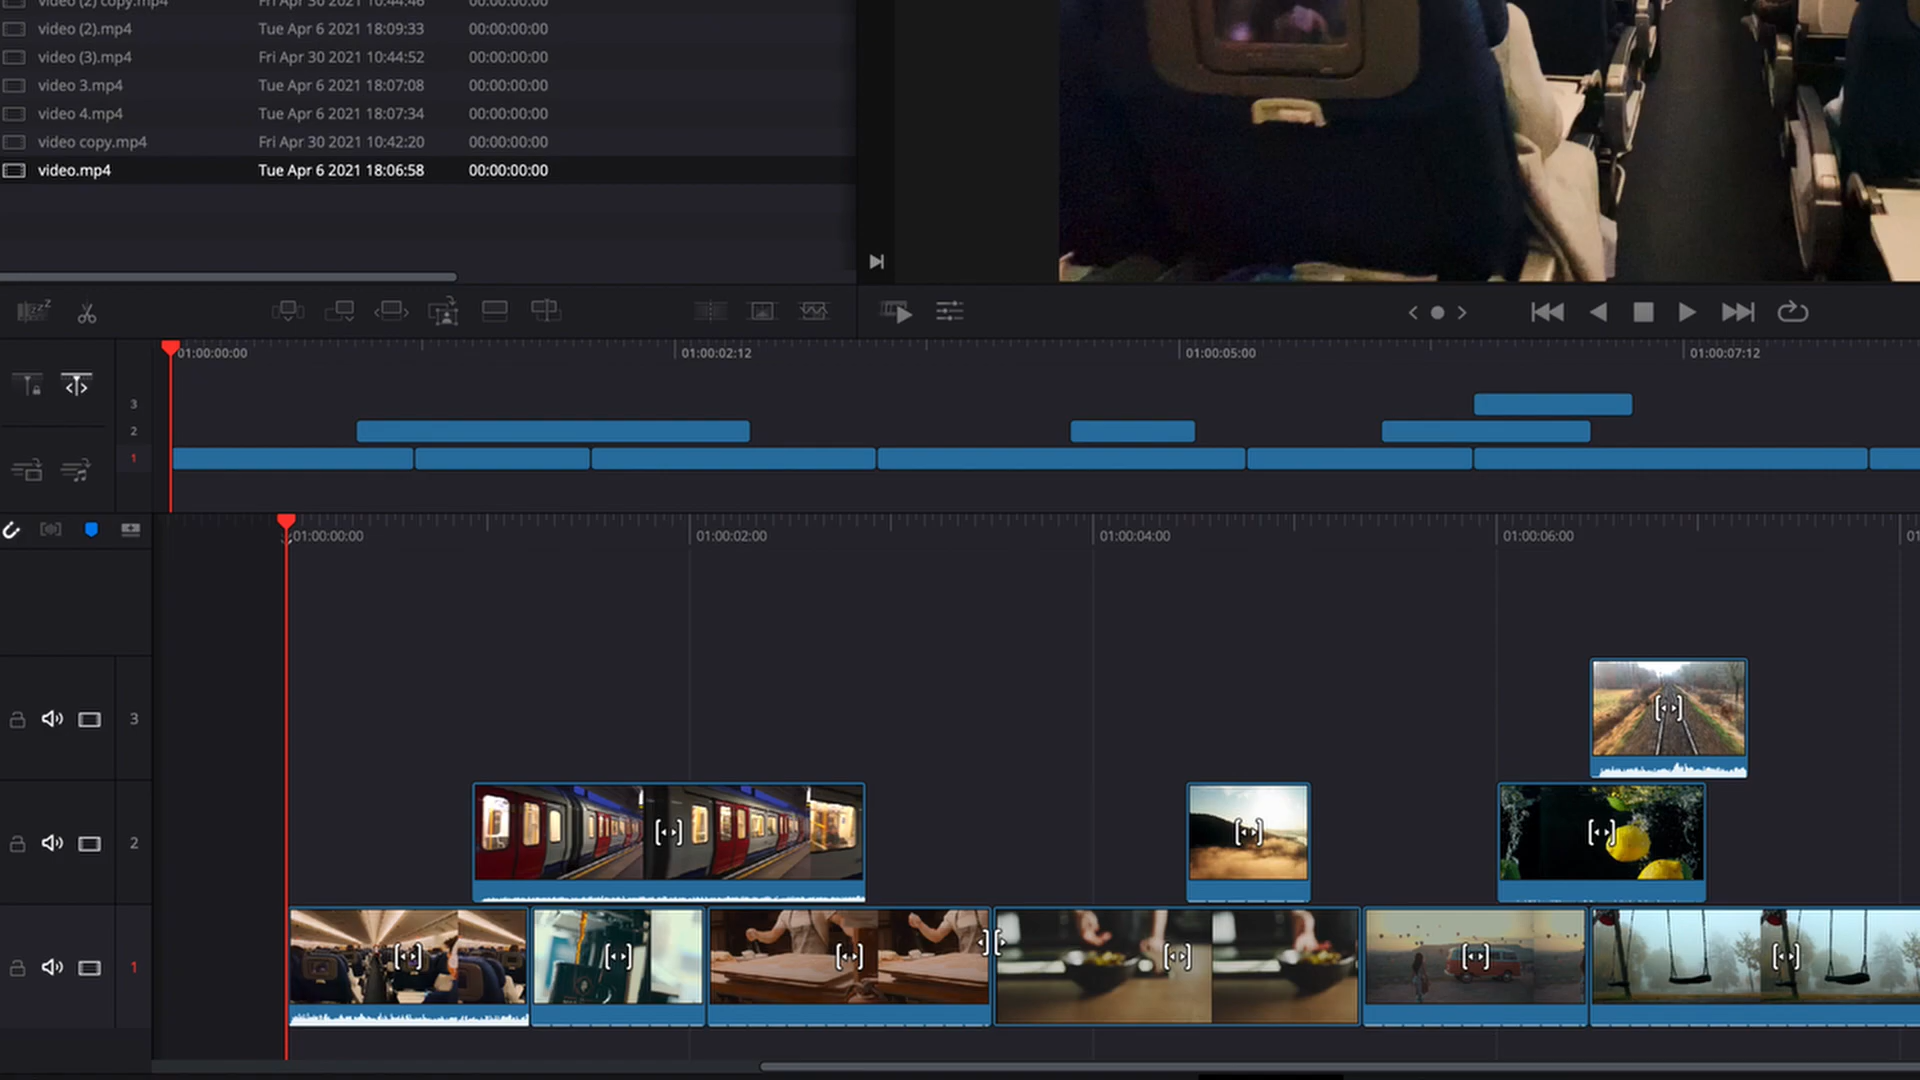 video (2) copy.mp4 Fri Apr 30 2021 10:44:46 00:00:00:00
video (2).mp4 Tue Apr 6 2021 18:09:33 00:00:00:00
video (3).mp4 Fri Apr 30 2021 10:44:52 00:00:00:00
video 3.mp4 Tue Apr 6 2021 18:07:08 00:00:00:00
video 4.mp4 Tue Apr 6 2021 18:07:34 00:00:00:00
video copy.mp4 Fri Apr 30 2021 10:42:20 00:00:00:00
video.mp4 Tue Apr 6 2021 18:06:58 00:00:00:00
zzZ
01:00:00:00 01:00:02:12 01:00:05:00 01:00:07:12
3
2
1
01:00:00:00 01:00:02:00 01:00:04:00 01:00:06:00 01
3
2
1